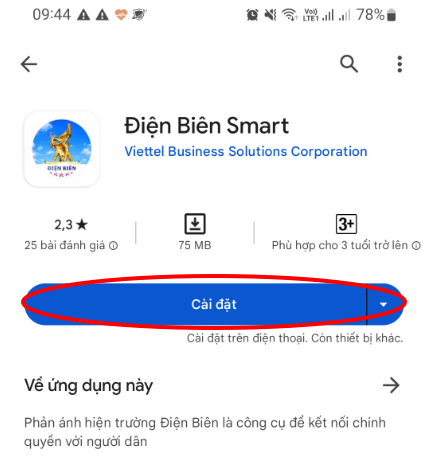 09:44 78%
Vo))
LTE1
Điện Biên Smart
Viettel Business Solutions Corporation
ĐIỆN BIÊN
2,3★ 3+
25 bài đánh giá 75 MB Phù hợp cho 3 tuổi trở lên
Cài đặt
Cài đặt trên điện thoại. Còn thiết bị khác.
Về ứng dụng này
Phản ánh hiện trường Điện Biên là công cụ để kết nối chính
quyền với người dân